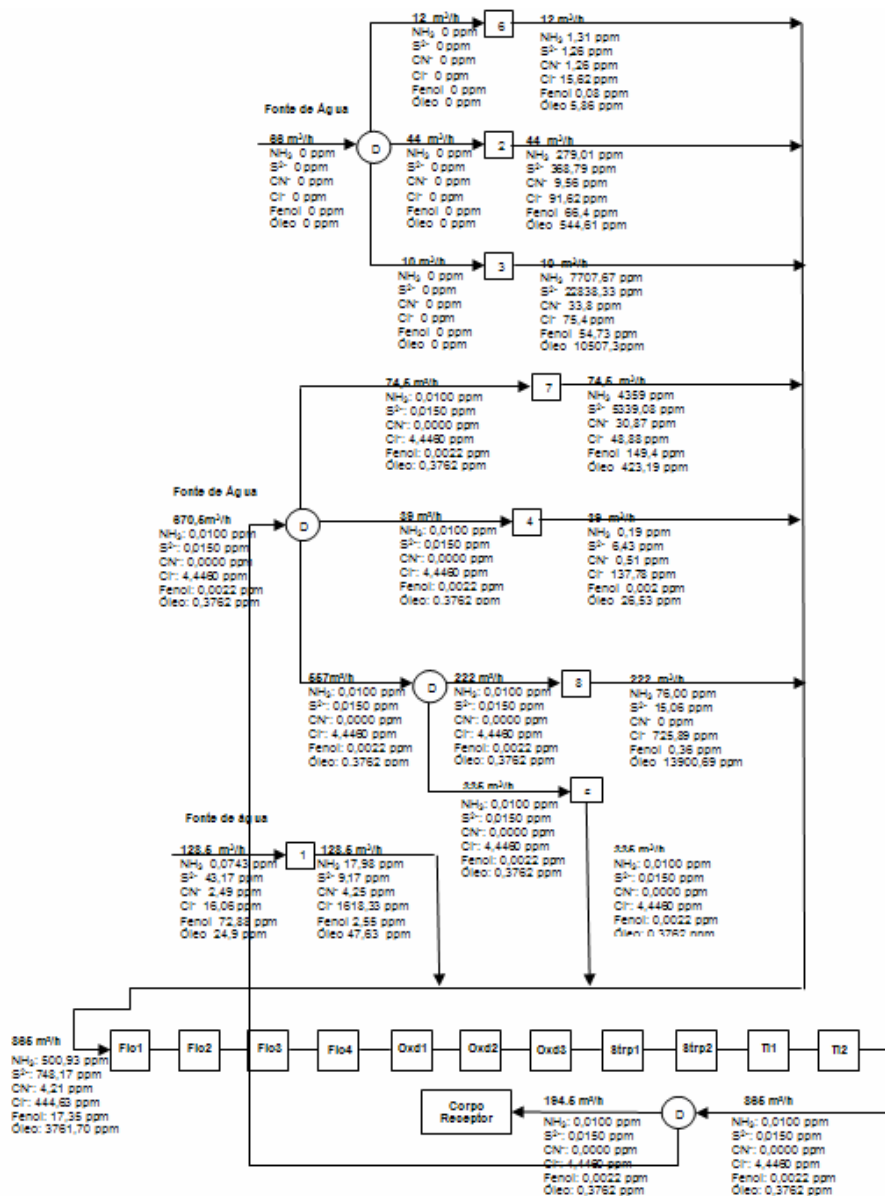 12 m³/h
NH₃ 0 ppm
S²⁻ 0ppm
CN⁻ 0 ppm
Cl⁻ 0 ppm
Fenol 0 ppm
Óleo 0 ppm
6
12 m³/h
NH₃ 1,31 ppm
S²⁻ 1,26 ppm
CN⁻ 1,26 ppm
Cl⁻ 15,62 ppm
Fenol 0,08 ppm
Óleo 5,86 ppm
Fonte de Água
66 m³/h
NH₃ 0 ppm
S²⁻ 0ppm
CN⁻ 0 ppm
Cl⁻ 0 ppm
Fenol 0 ppm
Óleo 0 ppm
D
44 m³/h
NH₃ 0 ppm
S²⁻ 0ppm
CN⁻ 0 ppm
Cl⁻ 0 ppm
Fenol 0 ppm
Óleo 0 ppm
2
44 m³/h
NH₃ 279,01 ppm
S²⁻ 368,79 ppm
CN⁻ 9,56 ppm
Cl⁻ 91,62 ppm
Fenol 66,4 ppm
Óleo 544,61 ppm
10 m³/h
NH₃ 0 ppm
S²⁻ 0 ppm
CN⁻ 0 ppm
Cl⁻ 0 ppm
Fenol 0 ppm
Óleo 0 ppm
3
10 m³/h
NH₃ 7707,67 ppm
S²⁻ 22838,33 ppm
CN⁻ 33,8 ppm
Cl⁻ 75,4 ppm
Fenol 54,73 ppm
Óleo 10507,3ppm
74,5 m³/h
NH₃: 0,0100 ppm
S²⁻: 0,0150 ppm
CN⁻: 0,0000 ppm
Cl⁻: 4,4460 ppm
Fenol: 0,0022 ppm
Óleo: 0,3762 ppm
7
74,5 m³/h
NH₃ 4359 ppm
S²⁻ 5339,08 ppm
CN⁻ 30,87 ppm
Cl⁻ 48,88 ppm
Fenol 149,4 ppm
Óleo 423,19 ppm
Fonte de Água
670,5m³/h
NH₃: 0,0100 ppm
S²⁻: 0,0150 ppm
CN⁻: 0,0000 ppm
Cl⁻: 4,4460 ppm
Fenol: 0,0022 ppm
Óleo: 0,3762 ppm
D
39 m³/h
NH₃: 0,0100 ppm
S²⁻: 0,0150 ppm
CN⁻: 0,0000 ppm
Cl⁻: 4,4460 ppm
Fenol: 0,0022 ppm
Óleo: 0,3762 ppm
4
39 m³/h
NH₃ 0,19 ppm
S²⁻ 6,43 ppm
CN⁻ 0,51 ppm
Cl⁻ 137,78 ppm
Fenol 0,002 ppm
Óleo 26,53 ppm
557m³/h
NH₃: 0,0100 ppm
S²⁻: 0,0150 ppm
CN⁻: 0,0000 ppm
Cl⁻: 4,4460 ppm
Fenol: 0,0022 ppm
Óleo: 0,3762 ppm
D
222 m³/h
NH₃: 0,0100 ppm
S²⁻: 0,0150 ppm
CN⁻: 0,0000 ppm
Cl⁻: 4,4460 ppm
Fenol: 0,0022 ppm
Óleo: 0,3762 ppm
8
222 m³/h
NH₃ 76,00 ppm
S²⁻ 15,06 ppm
CN⁻ 0 ppm
Cl⁻ 725,89 ppm
Fenol 0,36 ppm
Óleo 13900,69 ppm
335 m³/h
NH₃: 0,0100 ppm
S²⁻: 0,0150 ppm
CN⁻: 0,0000 ppm
Cl⁻: 4,4460 ppm
Fenol: 0,0022 ppm
Óleo: 0,3762 ppm
335 m³/h
NH₃: 0,0100 ppm
S²⁻: 0,0150 ppm
CN⁻: 0,0000 ppm
Cl⁻: 4,4460 ppm
Fenol: 0,0022 ppm
Óleo: 0,3762 ppm
Fonte de água
128,5 m³/h
NH₃ 0,0743 ppm
S²⁻ 43,17 ppm
CN⁻ 2,49 ppm
Cl⁻ 16,06 ppm
Fenol 72,88 ppm
Óleo 24,9 ppm
1
128,5 m³/h
NH₃ 17,98 ppm
S²⁻ 9,17 ppm
CN⁻ 4,25 ppm
Cl⁻ 1618,33 ppm
Fenol 2,55 ppm
Óleo 47,63 ppm
865 m³/h
NH₃: 500,93 ppm
S²⁻: 748,17 ppm
CN⁻: 4,21 ppm
Cl⁻: 444,63 ppm
Fenol: 17,35 ppm
Óleo: 3761,70 ppm
Flo1
Flo2
Flo3
Flo4
Oxd1
Oxd2
Oxd3
Strp1
Strp2
Tl1
Tl2
Corpo
Receptor
194,5 m³/h
NH₃: 0,0100 ppm
S²⁻: 0,0150 ppm
CN⁻: 0,0000 ppm
Cl⁻: 4,4460 ppm
Fenol: 0,0022 ppm
Óleo: 0,3762 ppm
D
865 m³/h
NH₃: 0,0100 ppm
S²⁻: 0,0150 ppm
CN⁻: 0,0000 ppm
Cl⁻: 4,4460 ppm
Fenol: 0,0022 ppm
Óleo: 0,3762 ppm